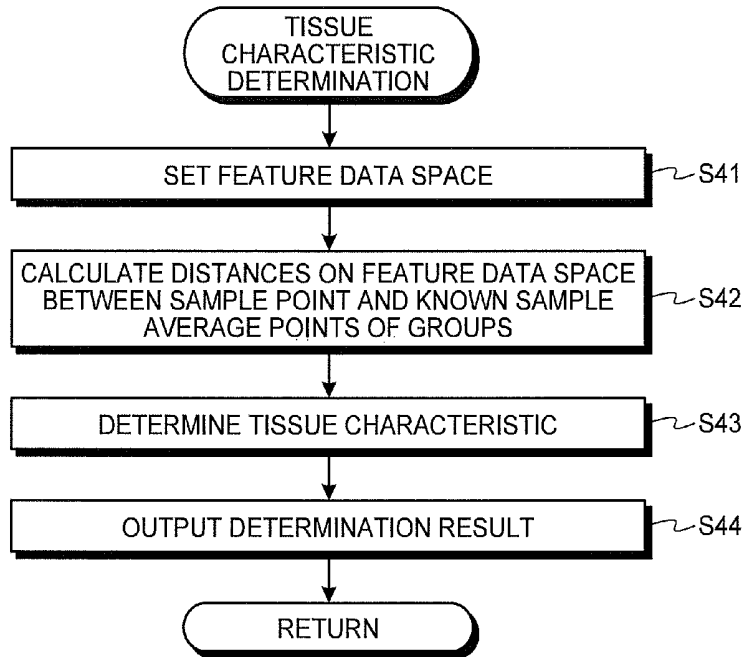 TISSUE
CHARACTERISTIC
DETERMINATION
SET FEATURE DATA SPACE
S41
CALCULATE DISTANCES ON FEATURE DATA SPACE
BETWEEN SAMPLE POINT AND KNOWN SAMPLE
AVERAGE POINTS OF GROUPS
S42
DETERMINE TISSUE CHARACTERISTIC
S43
OUTPUT DETERMINATION RESULT
S44
RETURN